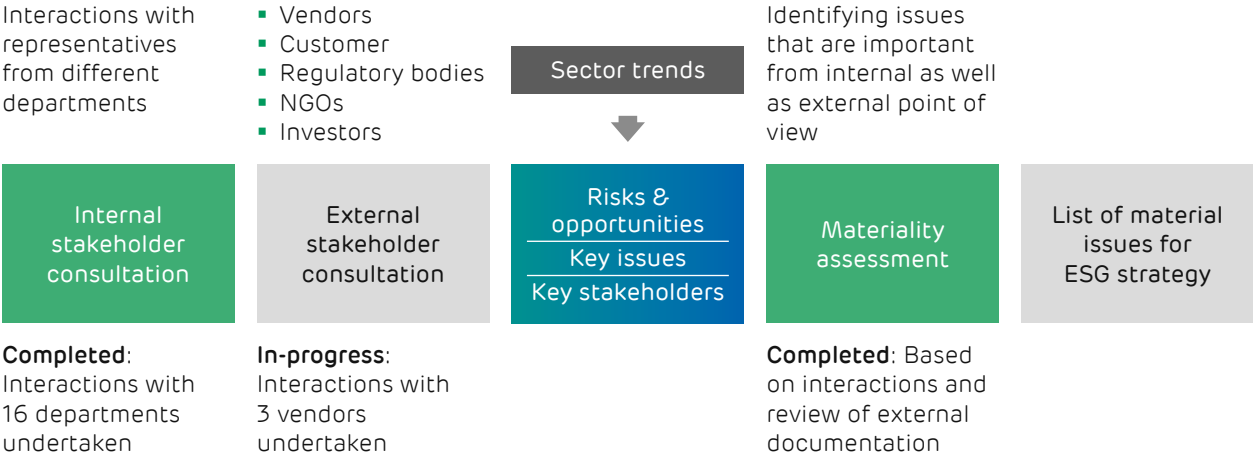 Interactions with
representatives
from different
departments
▪ Vendors
▪ Customer
▪ Regulatory bodies
▪ NGOs
▪ Investors
Sector trends
Identifying issues
that are important
from internal as well
as external point of
view
Internal
stakeholder
consultation
External
stakeholder
consultation
Risks &
opportunities
Key issues
Key stakeholders
Materiality
assessment
List of material
issues for
ESG strategy
Completed:
Interactions with
16 departments
undertaken
In-progress:
Interactions with
3 vendors
undertaken
Completed: Based
on interactions and
review of external
documentation